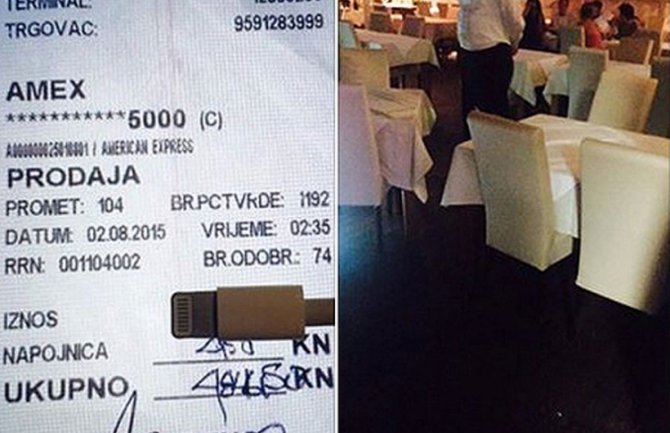 TERMINAL:
TRGOVAC: 9591283999
AMEX
***********5000 (C)
A000000025010801 / AMERICAN EXPRESS
PRODAJA
PROMET: 104 BR.PCTVRDE: 1192
DATUM: 02.08.2015 VRIJEME: 02:35
RRN: 001104002 BR.ODOBR.: 74
IZNOS
NAPOJNICA KN
UKUPNO KN